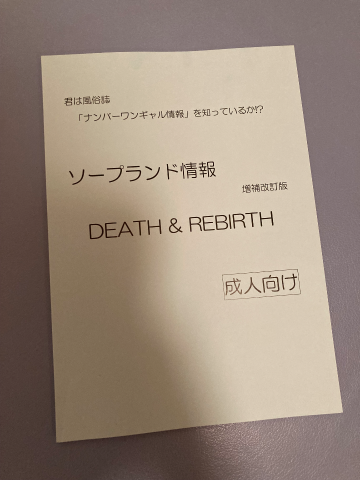 君は風俗誌
「ナンバーワンギャル情報」を知っているか!?
ソープランド情報
増補改訂版
DEATH & REBIRTH
成人向け